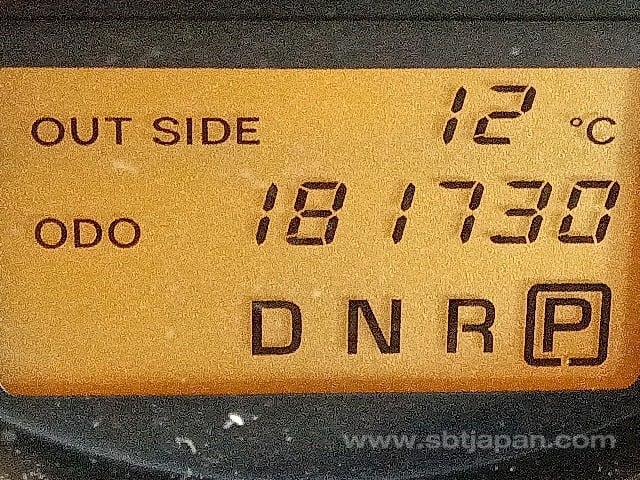 OUT SIDE 12 °C
ODO 181730
D N R P
www.sbtjapan.com